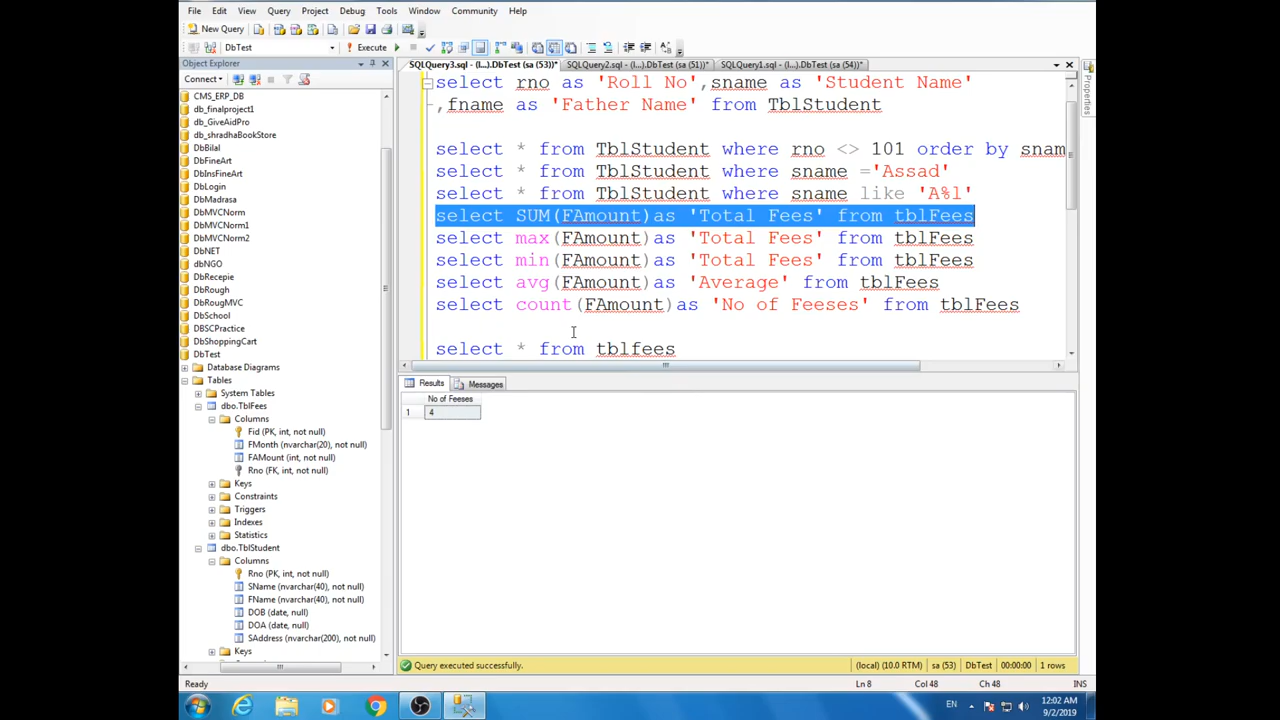 File Edit View Query Project Debug Tools Window Community Help
New Query
DbTest Execute
Object Explorer
Connect
CMS_ERP_DB
db_finalproject1
db_GiveAidPro
db_shradhaBookStore
DbBilal
DbFineArt
DbInsFineArt
DbLogin
DbMadrasa
DbMVCNorm
DbMVCNorm1
DbMVCNorm2
DbNET
dbNGO
DbRecepie
DbRough
DbRougMVC
DbSchool
DBSCPractice
DbShoppingCart
DbTest
Database Diagrams
Tables
System Tables
dbo.TblFees
Columns
Fid (PK, int, not null)
FMonth (nvarchar(20), not null)
FAMount (int, not null)
Rno (FK, int, not null)
Keys
Constraints
Triggers
Indexes
Statistics
dbo.TblStudent
Columns
Rno (PK, int, not null)
SName (nvarchar(40), not null)
FName (nvarchar(40), not null)
DOB (date, null)
DOA (date, null)
SAddress (nvarchar(200), not null)
Keys
SQLQuery3.sql - (l...).DbTest (sa (53))* SQLQuery2.sql - (l...).DbTest (sa (51))* SQLQuery1.sql - (l...).DbTest (sa (54))*
select rno as 'Roll No',sname as 'Student Name'
,fname as 'Father Name' from TblStudent
select * from TblStudent where rno <> 101 order by snam
select * from TblStudent where sname ='Assad'
select * from TblStudent where sname like 'A%l'
select SUM(FAmount)as 'Total Fees' from tblFees
select max(FAmount)as 'Total Fees' from tblFees
select min(FAmount)as 'Total Fees' from tblFees
select avg(FAmount)as 'Average' from tblFees
select count(FAmount)as 'No of Feeses' from tblFees
select * from tblfees
Properties
Results Messages
No of Feeses
1 4
Query executed successfully. (local) (10.0 RTM) sa (53) DbTest 00:00:00 1 rows
Ready Ln 8 Col 48 Ch 48 INS
EN 12:02 AM
9/2/2019